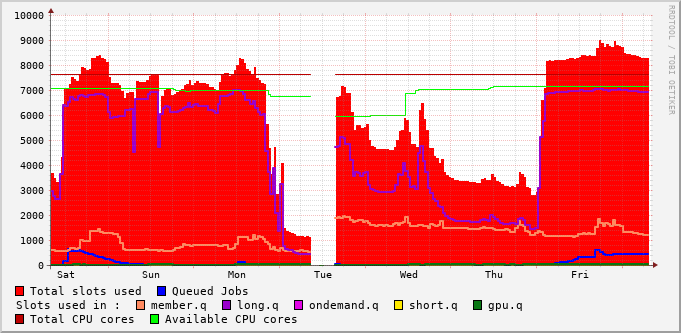 10000
9000
8000
7000
6000
5000
4000
3000
2000
1000
0
Sat Sun Mon Tue Wed Thu Fri
RRDTOOL / TOBI OETIKER
Total slots used Queued Jobs
Slots used in : member.q long.q ondemand.q short.q gpu.q
Total CPU cores Available CPU cores